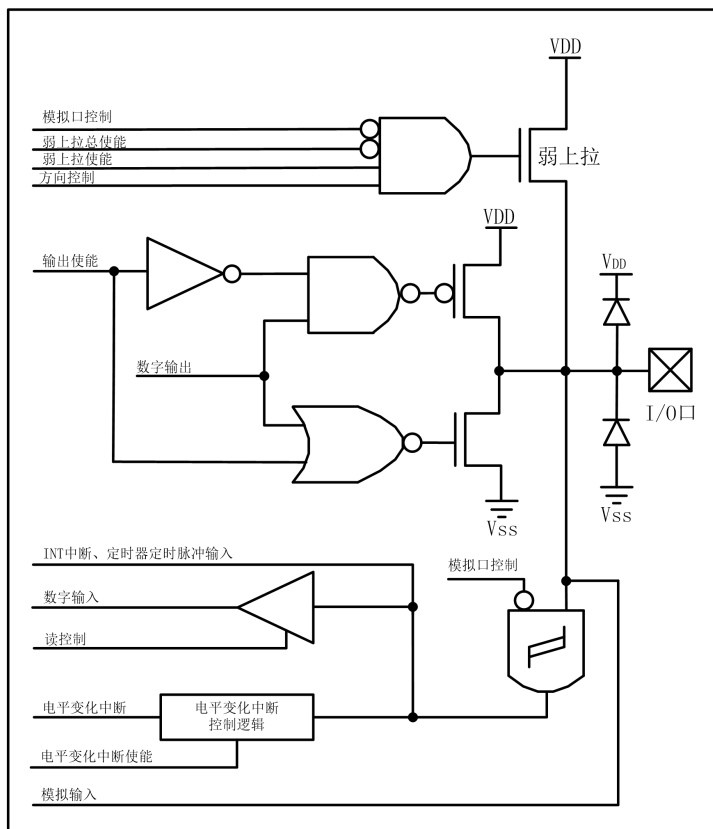 VDD
模拟口控制
弱上拉总使能
弱上拉使能
方向控制
弱上拉
VDD
输出使能
VDD
数字输出
I/O口
Vss
Vss
INT中断、定时器定时脉冲输入
模拟口控制
数字输入
读控制
电平变化中断
电平变化中断
控制逻辑
电平变化中断使能
模拟输入